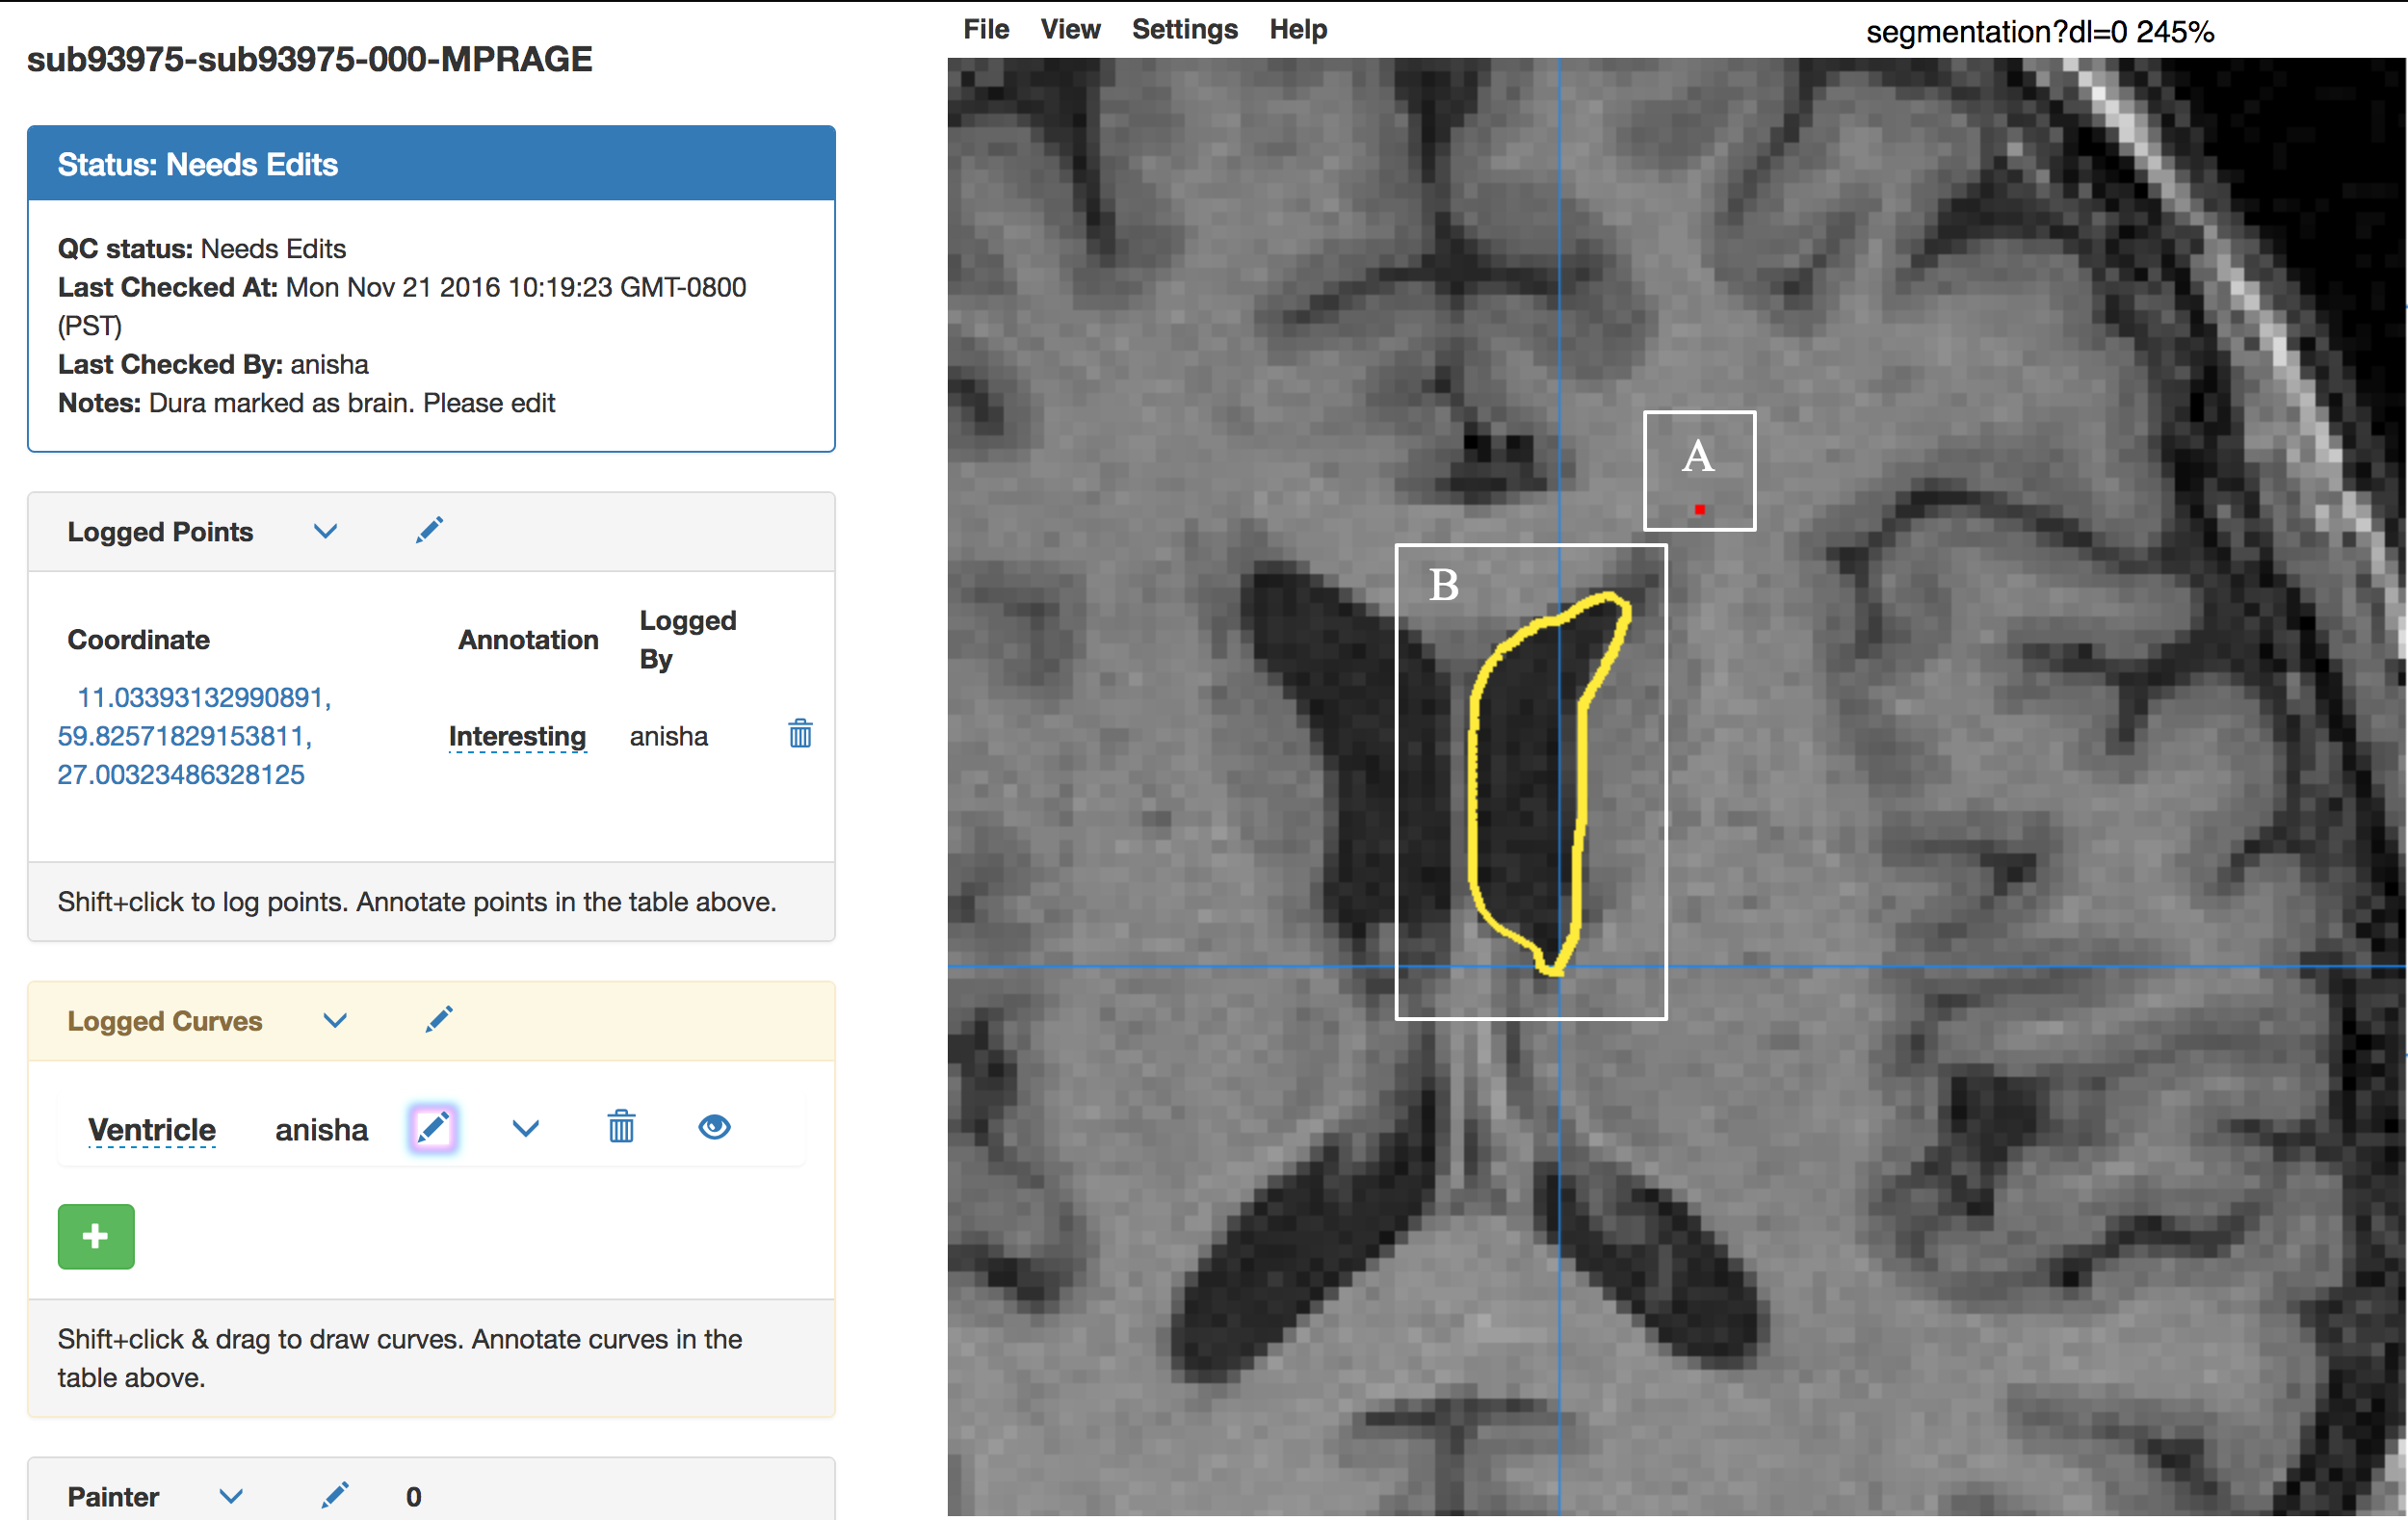 sub93975-sub93975-000-MPRAGE
Status: Needs Edits
QC status: Needs Edits
Last Checked At: Mon Nov 21 2016 10:19:23 GMT-0800
(PST)
Last Checked By: anisha
Notes: Dura marked as brain. Please edit
Logged Points
Coordinate Annotation Logged
By
11.03393132990891,
59.82571829153811, Interesting anisha
27.00323486328125
Shift+click to log points. Annotate points in the table above.
Logged Curves
Ventricle anisha
+
Shift+click & drag to draw curves. Annotate curves in the
table above.
Painter 0
File View Settings Help segmentation?dl=0 245%
A
B